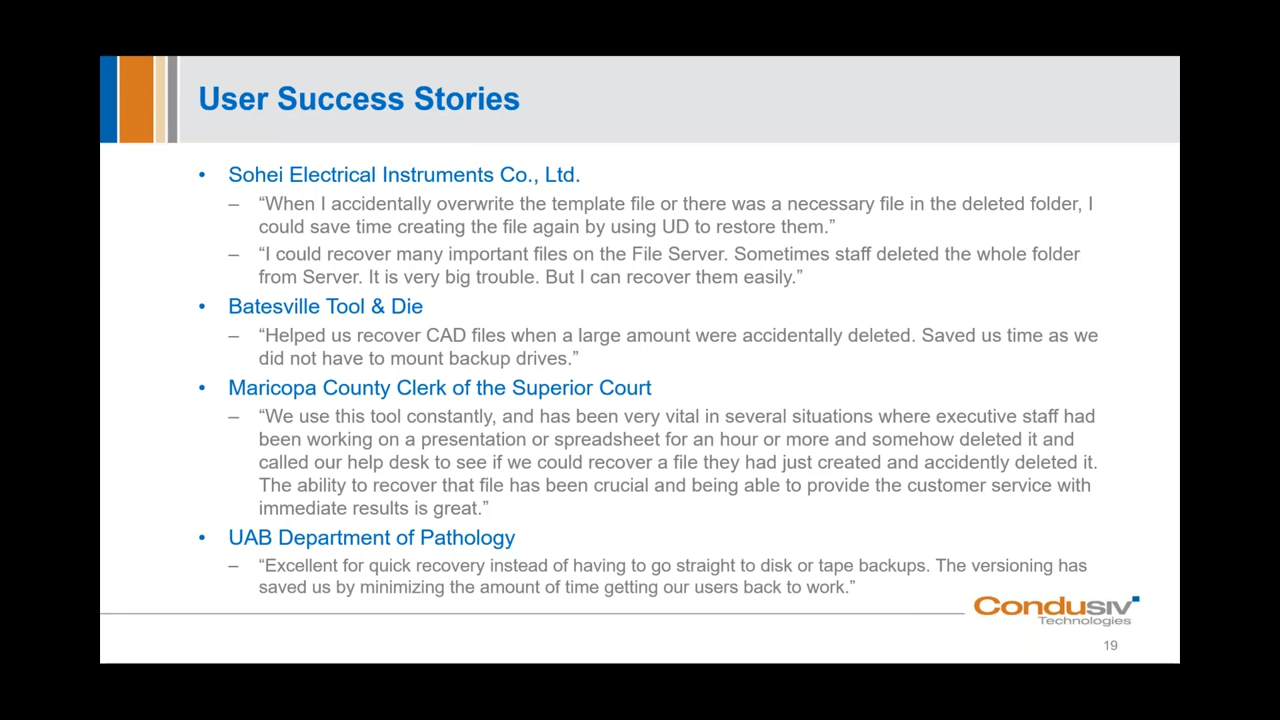 User Success Stories
• Sohei Electrical Instruments Co., Ltd.
– “When I accidentally overwrite the template file or there was a necessary file in the deleted folder, I
could save time creating the file again by using UD to restore them.”
– “I could recover many important files on the File Server. Sometimes staff deleted the whole folder
from Server. It is very big trouble. But I can recover them easily.”
• Batesville Tool & Die
– “Helped us recover CAD files when a large amount were accidentally deleted. Saved us time as we
did not have to mount backup drives.”
• Maricopa County Clerk of the Superior Court
– “We use this tool constantly, and has been very vital in several situations where executive staff had
been working on a presentation or spreadsheet for an hour or more and somehow deleted it and
called our help desk to see if we could recover a file they had just created and accidently deleted it.
The ability to recover that file has been crucial and being able to provide the customer service with
immediate results is great.”
• UAB Department of Pathology
– “Excellent for quick recovery instead of having to go straight to disk or tape backups. The versioning has
saved us by minimizing the amount of time getting our users back to work.”
Condusiv
Technologies
19